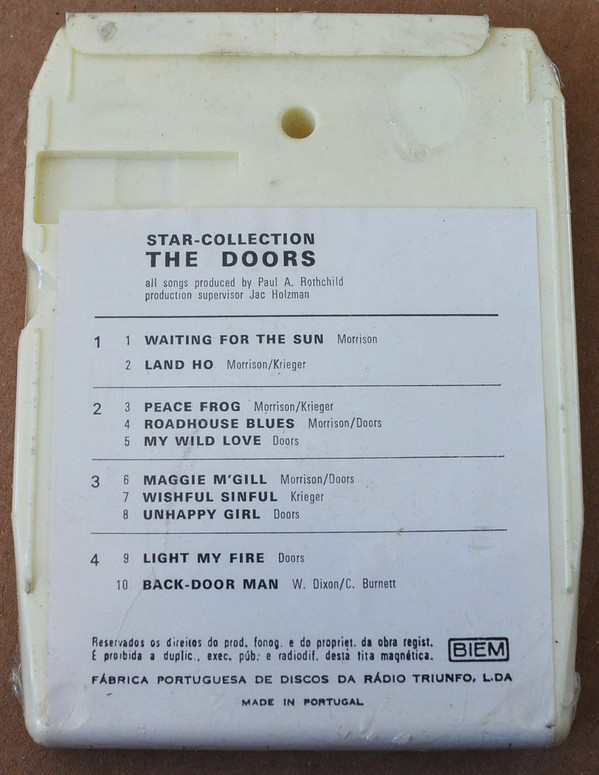 STAR-COLLECTION
THE DOORS
all songs produced by Paul A. Rothchild
production supervisor Jac Holzman
1 1 WAITING FOR THE SUN Morrison
2 LAND HO Morrison/Krieger
2 3 PEACE FROG Morrison/Krieger
4 ROADHOUSE BLUES Morrison/Doors
5 MY WILD LOVE Doors
3 6 MAGGIE M'GILL Morrison/Doors
7 WISHFUL SINFUL Krieger
8 UNHAPPY GIRL Doors
4 9 LIGHT MY FIRE Doors
10 BACK-DOOR MAN W. Dixon/C. Burnett
Reservados os direitos do prod. fonog. e do propriet. da obra regist.
É proibida a duplic., exec. púb. e radiodif. desta fita magnética.
BIEM
FÁBRICA PORTUGUESA DE DISCOS DA RÁDIO TRIUNFO, L.DA
MADE IN PORTUGAL